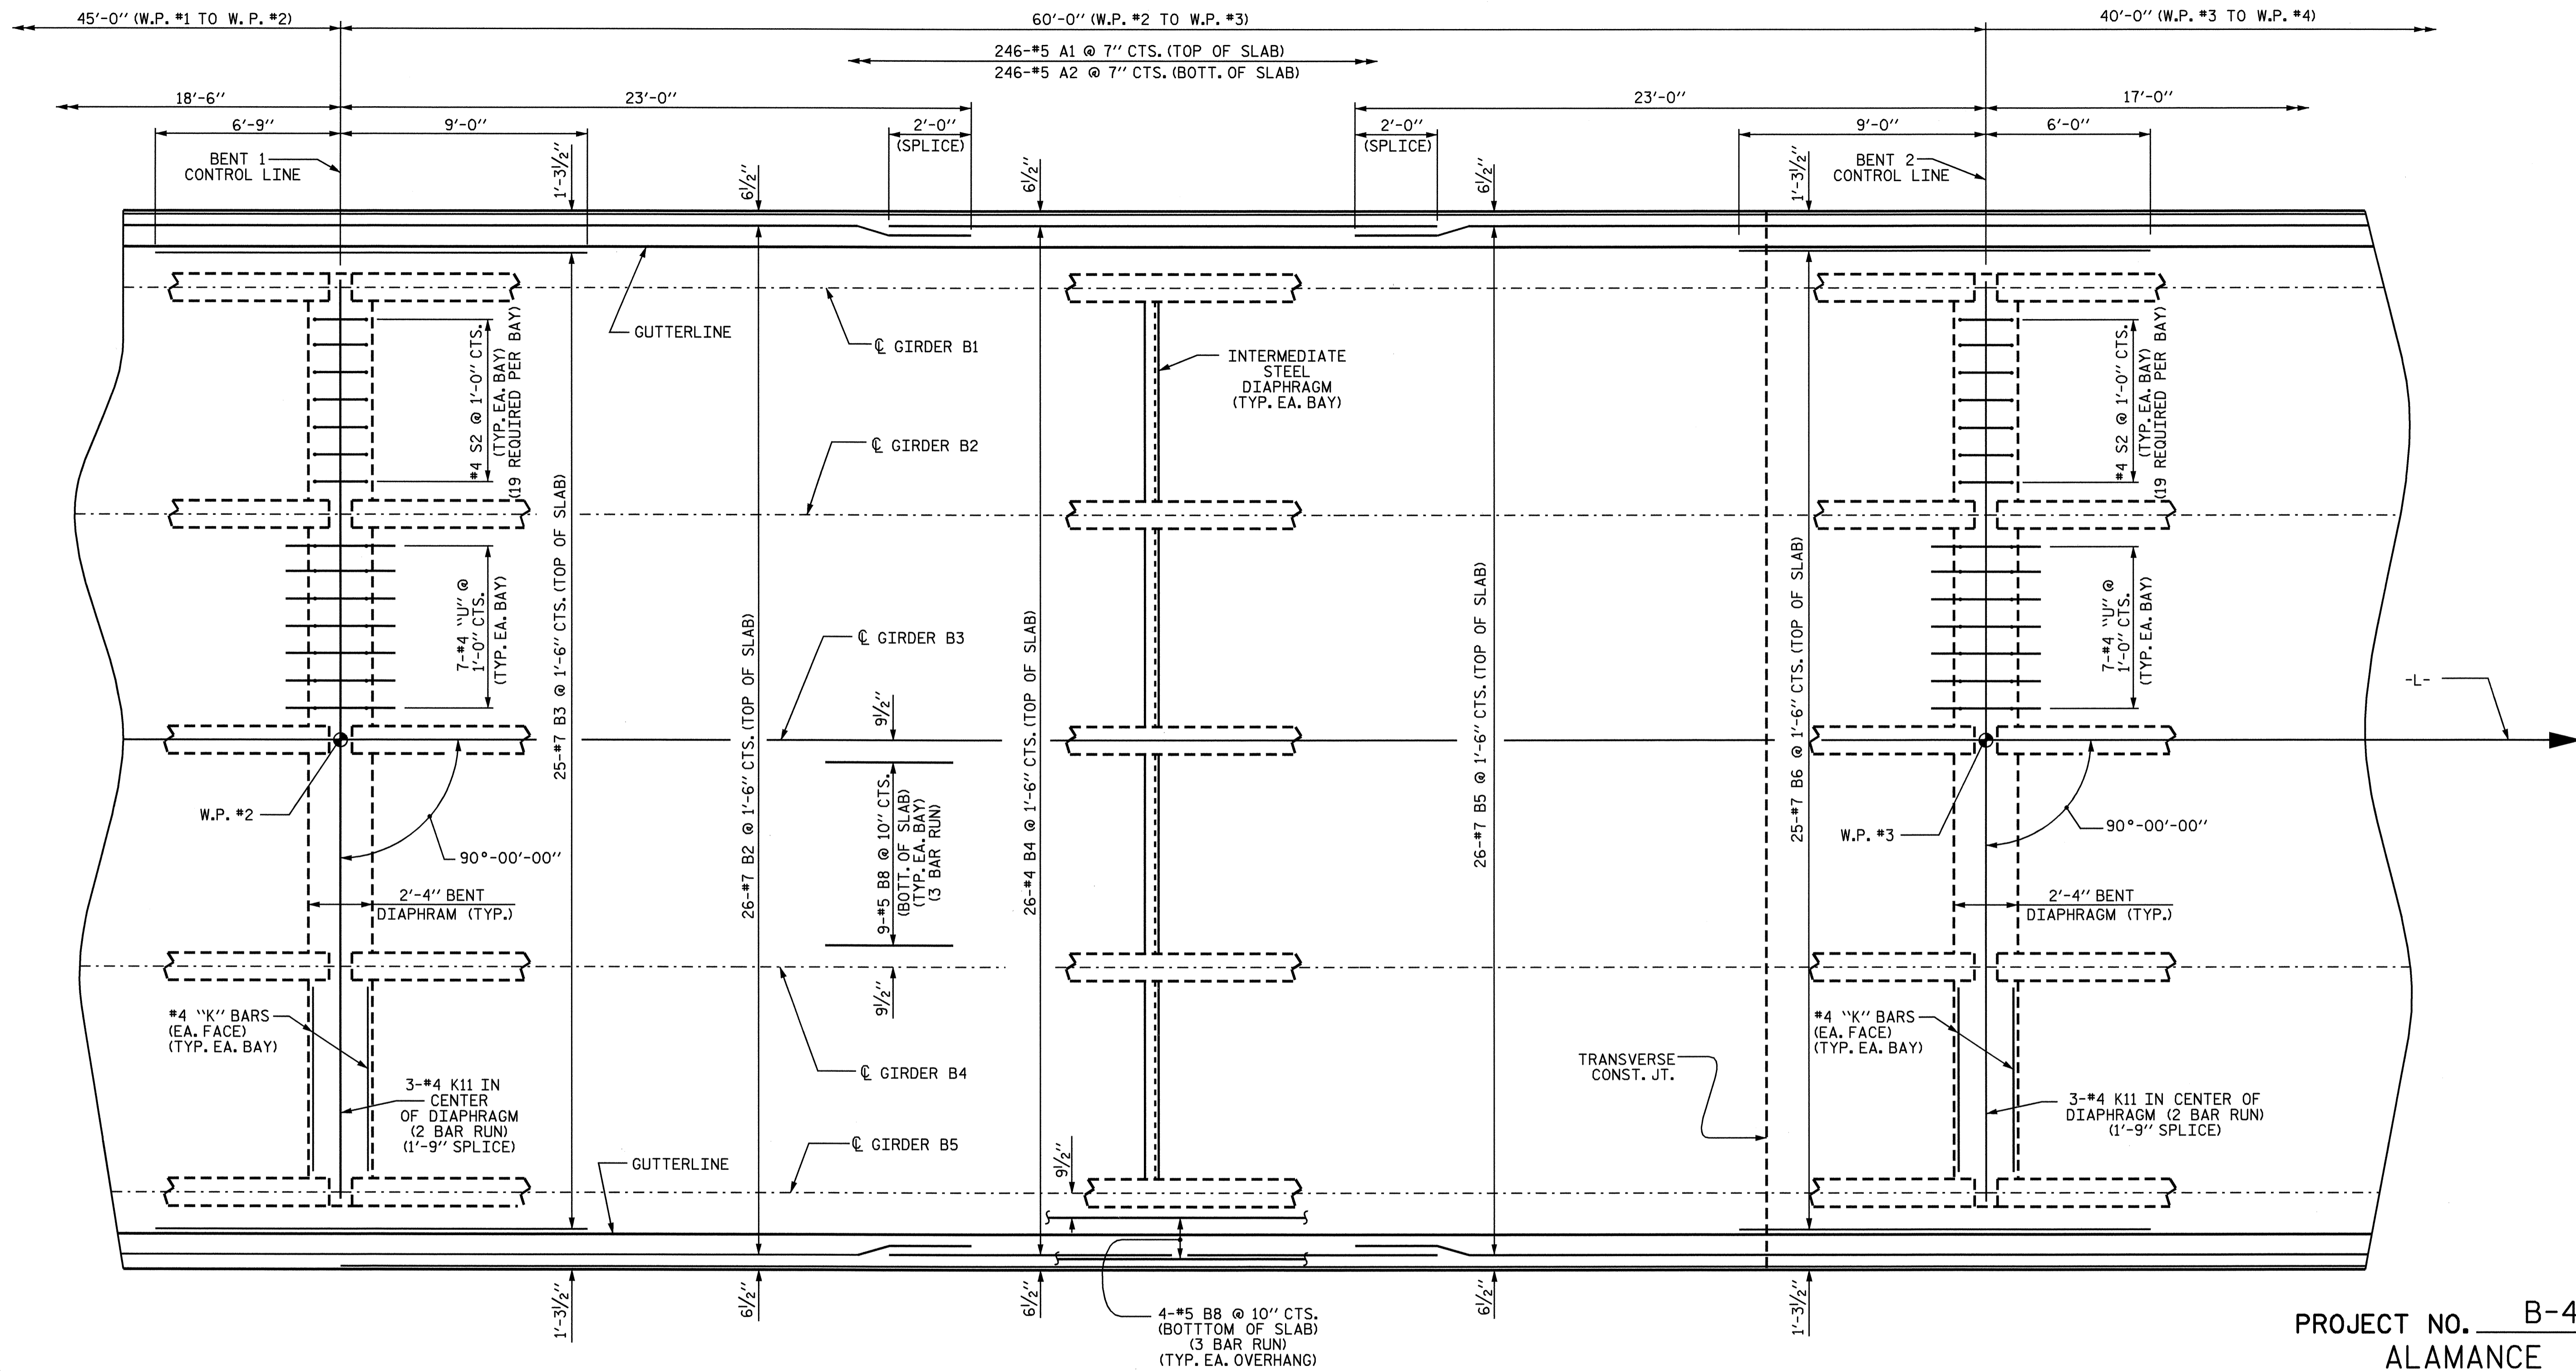 45'-0" (W.P. #1 TO W.P. #2)
60'-0" (W.P. #2 TO W.P. #3)
40'-0" (W.P. #3 TO W.P. #4)
246-#5 A1 @ 7" CTS. (TOP OF SLAB)
246-#5 A2 @ 7" CTS. (BOTT. OF SLAB)
18'-6"
23'-0"
23'-0"
17'-0"
6'-9"
9'-0"
2'-0"
(SPLICE)
2'-0"
(SPLICE)
9'-0"
6'-0"
BENT 1
CONTROL LINE
1'-3½"
6½"
6½"
6½"
1'-3½"
BENT 2
CONTROL LINE
GUTTERLINE
℄ GIRDER B1
INTERMEDIATE
STEEL
DIAPHRAGM
(TYP. EA. BAY)
#4 S2 @ 1'-0" CTS.
(TYP. EA. BAY)
(19 REQUIRED PER BAY)
#4 S2 @ 1'-0" CTS.
(TYP. EA. BAY)
(19 REQUIRED PER BAY)
℄ GIRDER B2
7-#4 "U" @
1'-0" CTS.
(TYP. EA. BAY)
7-#4 "U" @
1'-0" CTS.
(TYP. EA. BAY)
25-#7 B3 @ 1'-6" CTS. (TOP OF SLAB)
26-#7 B2 @ 1'-6" CTS. (TOP OF SLAB)
26-#4 B4 @ 1'-6" CTS. (TOP OF SLAB)
26-#7 B5 @ 1'-6" CTS. (TOP OF SLAB)
25-#7 B6 @ 1'-6" CTS. (TOP OF SLAB)
℄ GIRDER B3
-L-
9½"
9-#5 B8 @ 10" CTS.
(BOTT. OF SLAB)
(TYP. EA. BAY)
(3 BAR RUN)
9½"
W.P. #2
90°-00'-00"
W.P. #3
90°-00'-00"
2'-4" BENT
DIAPHRAM (TYP.)
2'-4" BENT
DIAPHRAGM (TYP.)
#4 "K" BARS
(EA. FACE)
(TYP. EA. BAY)
#4 "K" BARS
(EA. FACE)
(TYP. EA. BAY)
℄ GIRDER B4
TRANSVERSE
CONST. JT.
3-#4 K11 IN
CENTER
OF DIAPHRAGM
(2 BAR RUN)
(1'-9" SPLICE)
3-#4 K11 IN CENTER OF
DIAPHRAGM (2 BAR RUN)
(1'-9" SPLICE)
℄ GIRDER B5
GUTTERLINE
9½"
1'-3½"
6½"
6½"
6½"
1'-3½"
4-#5 B8 @ 10" CTS.
(BOTTTOM OF SLAB)
(3 BAR RUN)
(TYP. EA. OVERHANG)
PROJECT NO. B-4
ALAMANCE